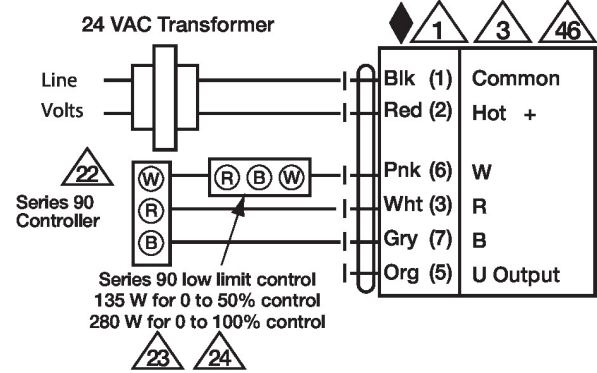 24 VAC Transformer
1 3 46
Line
Volts
Blk (1) Common
Red (2) Hot +
22
Series 90
Controller
W R B W Pnk (6) W
R Wht (3) R
B Gry (7) B
Org (5) U Output
Series 90 low limit control
135 W for 0 to 50% control
280 W for 0 to 100% control
23 24